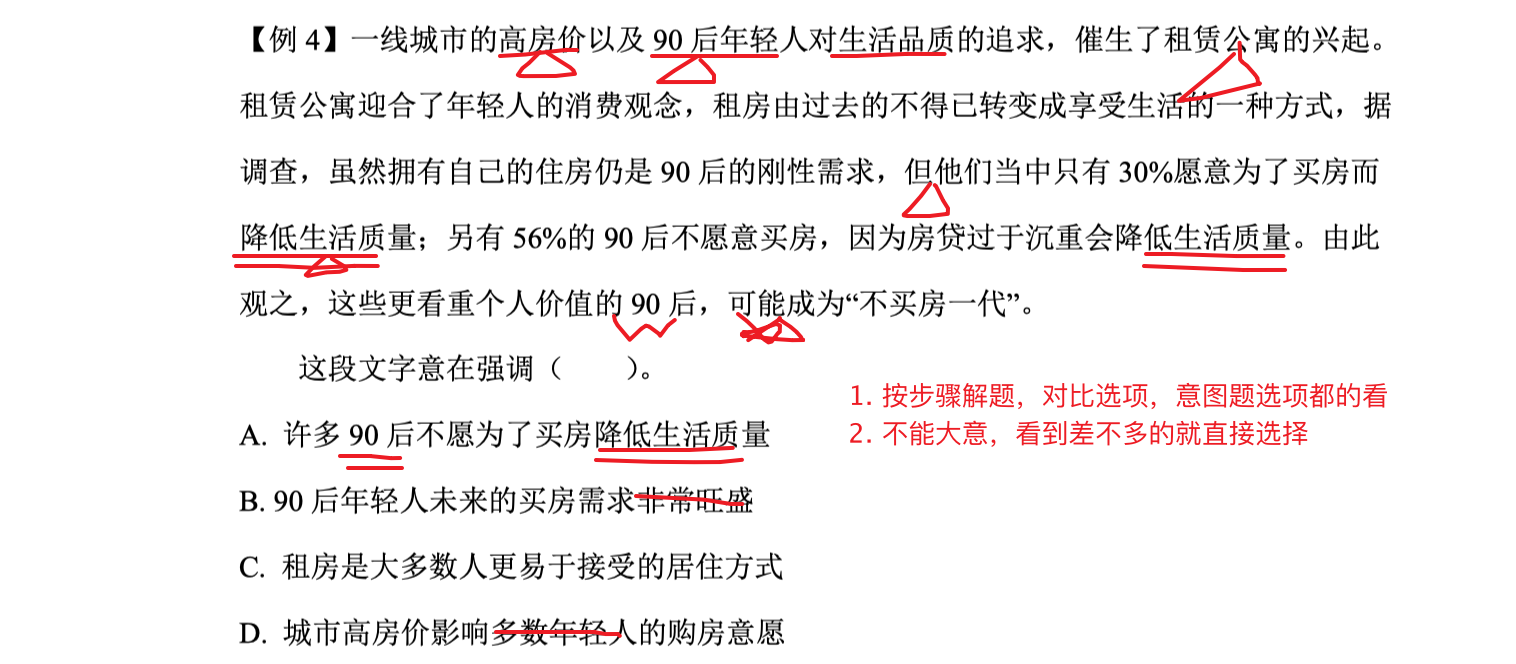 【例 4】一线城市的高房价以及 90 后年轻人对生活品质的追求，催生了租赁公寓的兴起。
租赁公寓迎合了年轻人的消费观念，租房由过去的不得已转变成享受生活的一种方式，据
调查，虽然拥有自己的住房仍是 90 后的刚性需求，但他们当中只有 30%愿意为了买房而
降低生活质量；另有 56%的 90 后不愿意买房，因为房贷过于沉重会降低生活质量。由此
观之，这些更看重个人价值的 90 后，可能成为“不买房一代”。
这段文字意在强调（　　）。
1. 按步骤解题，对比选项，意图题选项都的看
2. 不能大意，看到差不多的就直接选择
A. 许多 90 后不愿为了买房降低生活质量
B. 90 后年轻人未来的买房需求非常旺盛
C. 租房是大多数人更易于接受的居住方式
D. 城市高房价影响多数年轻人的购房意愿